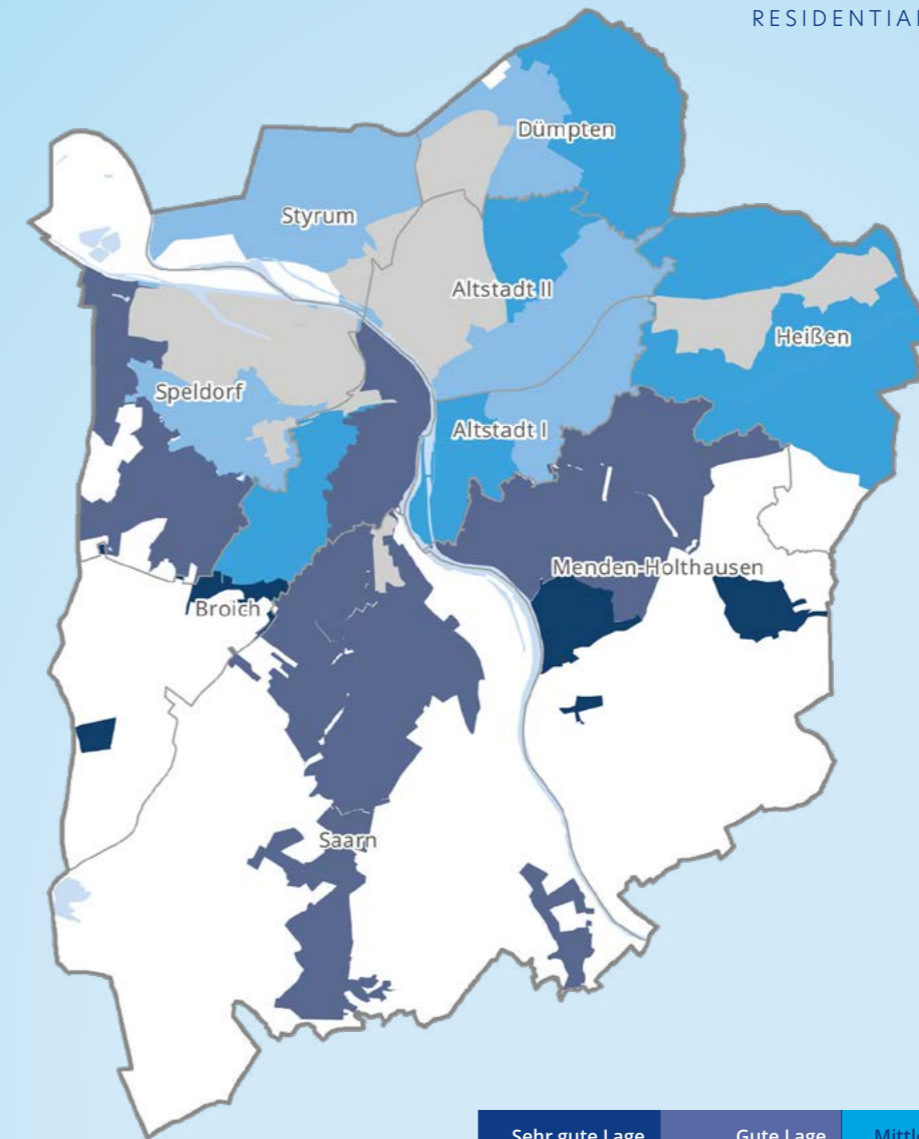 RESIDENTIAL
Dümpten
Styrum
Altstadt II
Heißen
Speldorf
Altstadt I
Menden-Holthausen
Broich
Saarn
Sehr gute Lage
Gute Lage